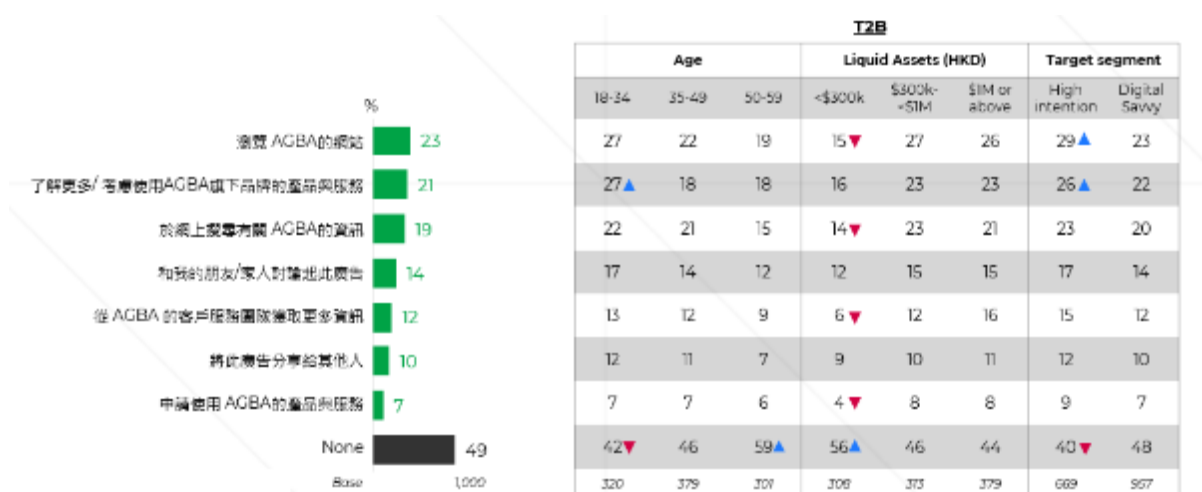 T2B
Age Liquid Assets (HKD) Target segment
% 18-34 35-49 50-59 <$300k $300k-<$1M $1M or above High intention Digital Savvy
瀏覽 AGBA的網站 23 27 22 19 15▼ 27 26 29▲ 23
了解更多/ 考慮使用AGBA旗下品牌的產品與服務 21 27▲ 18 18 16 23 23 26▲ 22
於網上搜尋有關 AGBA的資訊 19 22 21 15 14▼ 23 21 23 20
和我的朋友/家人討論起此廣告 14 17 14 12 12 15 15 17 14
從 AGBA 的客戶服務團隊獲取更多資訊 12 13 12 9 6▼ 12 16 15 12
將此廣告分享給其他人 10 12 11 7 9 10 11 12 10
申請使用 AGBA的產品與服務 7 7 7 6 4▼ 8 8 9 7
None 49 42▼ 46 59▲ 56▲ 46 44 40▼ 48
Base 1,000 320 379 301 308 313 379 669 957